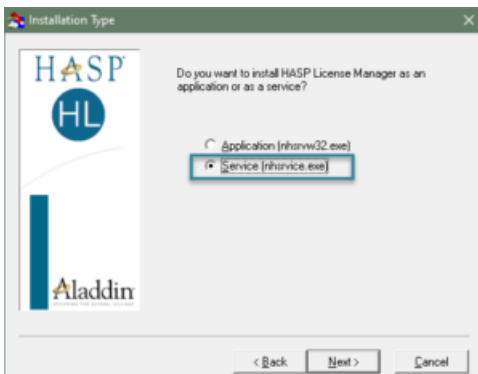 Installation Type
HASP
HL
Aladdin
Do you want to install HASP License Manager as an
application or as a service?
Application (nhsrvw32.exe)
Service (nhsrvice.exe)
< Back
Next >
Cancel